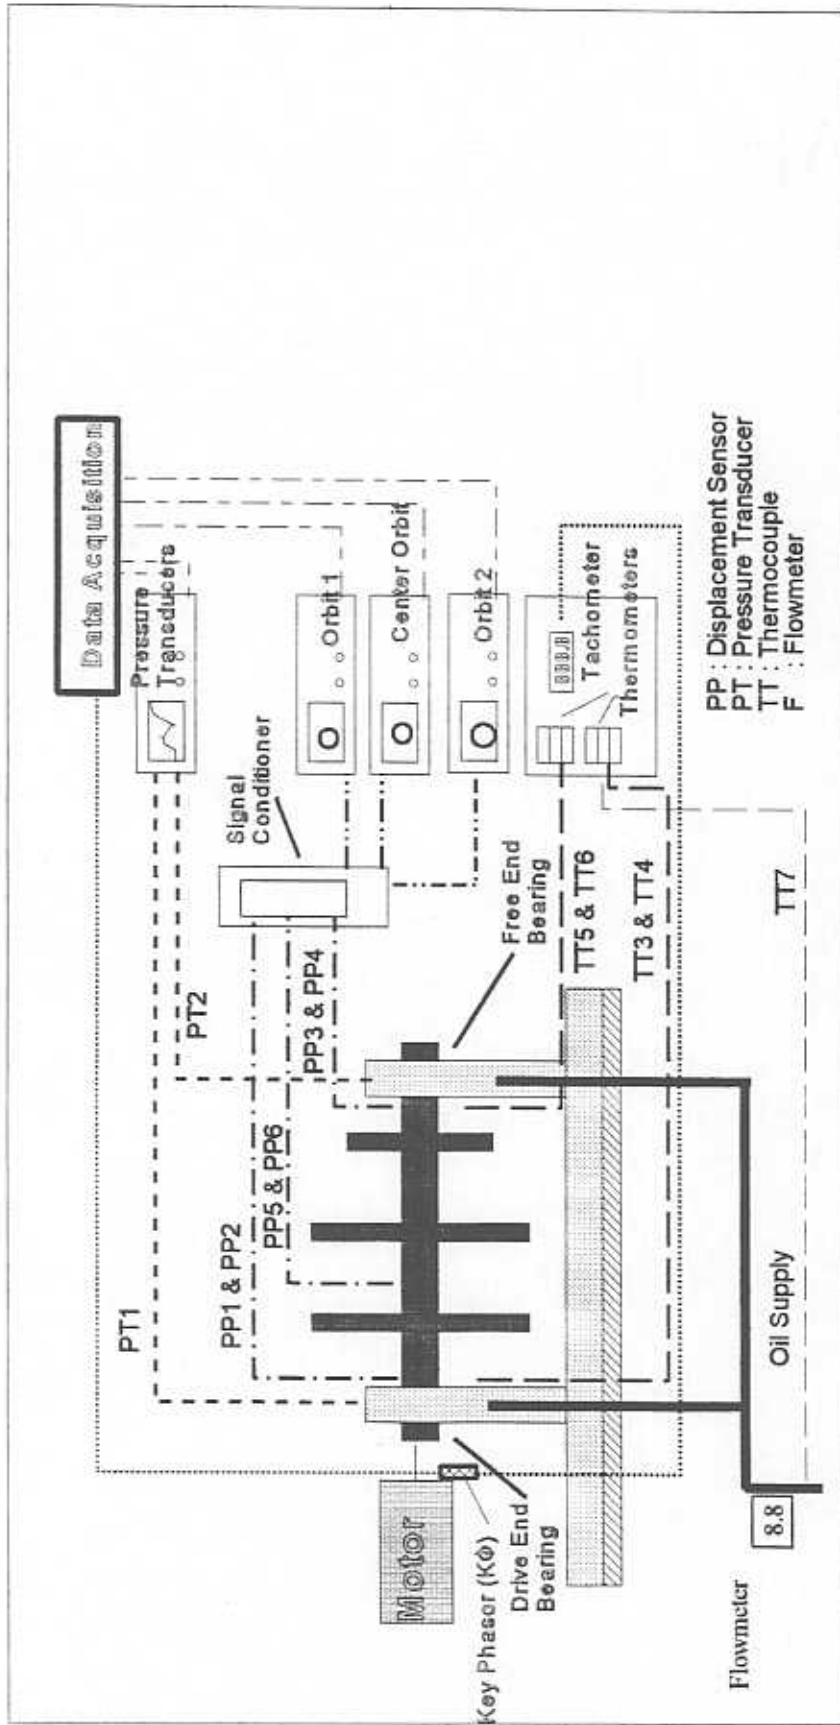 Data Acquisition
Pressure
Transducers
Signal
Conditioner
Orbit 1
Center Orbit
Orbit 2
Tachometer
Thermometers
PT1
PT2
PP1 & PP2
PP5 & PP6
PP3 & PP4
Free End
Bearing
TT5 & TT6
TT3 & TT4
TT7
Motor
Key Phasor (KΦ)
Drive End
Bearing
Oil Supply
Flowmeter
8.8
PP : Displacement Sensor
PT : Pressure Transducer
TT : Thermocouple
F : Flowmeter